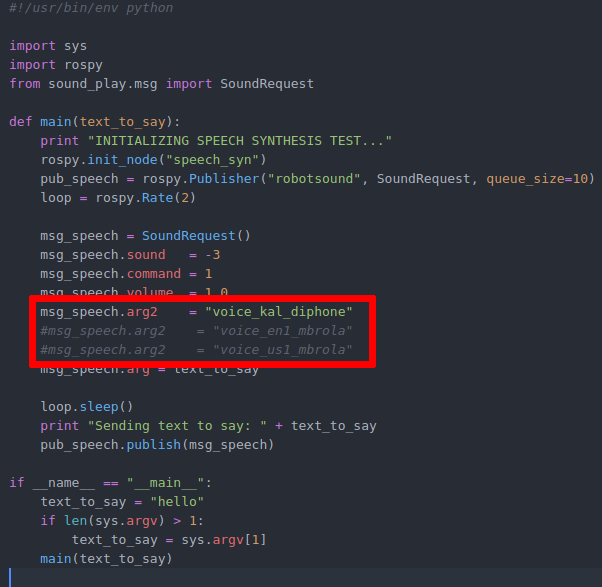 #!/usr/bin/env python
import sys
import rospy
from sound_play.msg import SoundRequest
def main(text_to_say):
    print "INITIALIZING SPEECH SYNTHESIS TEST..."
    rospy.init_node("speech_syn")
    pub_speech = rospy.Publisher("robotsound", SoundRequest, queue_size=10)
    loop = rospy.Rate(2)
    msg_speech = SoundRequest()
    msg_speech.sound   = -3
    msg_speech.command = 1
    msg_speech.volume  = 1.0
    msg_speech.arg2    = "voice_kal_diphone"
    #msg_speech.arg2    = "voice_en1_mbrola"
    #msg_speech.arg2    = "voice_us1_mbrola"
    msg_speech.arg = text_to_say
    loop.sleep()
    print "Sending text to say: " + text_to_say
    pub_speech.publish(msg_speech)
if __name__ == "__main__":
    text_to_say = "hello"
    if len(sys.argv) > 1:
        text_to_say = sys.argv[1]
    main(text_to_say)